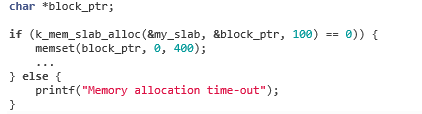 char *block_ptr;
if (k_mem_slab_alloc(&my_slab, &block_ptr, 100) == 0)) {
    memset(block_ptr, 0, 400);
    ...
} else {
    printf("Memory allocation time-out");
}